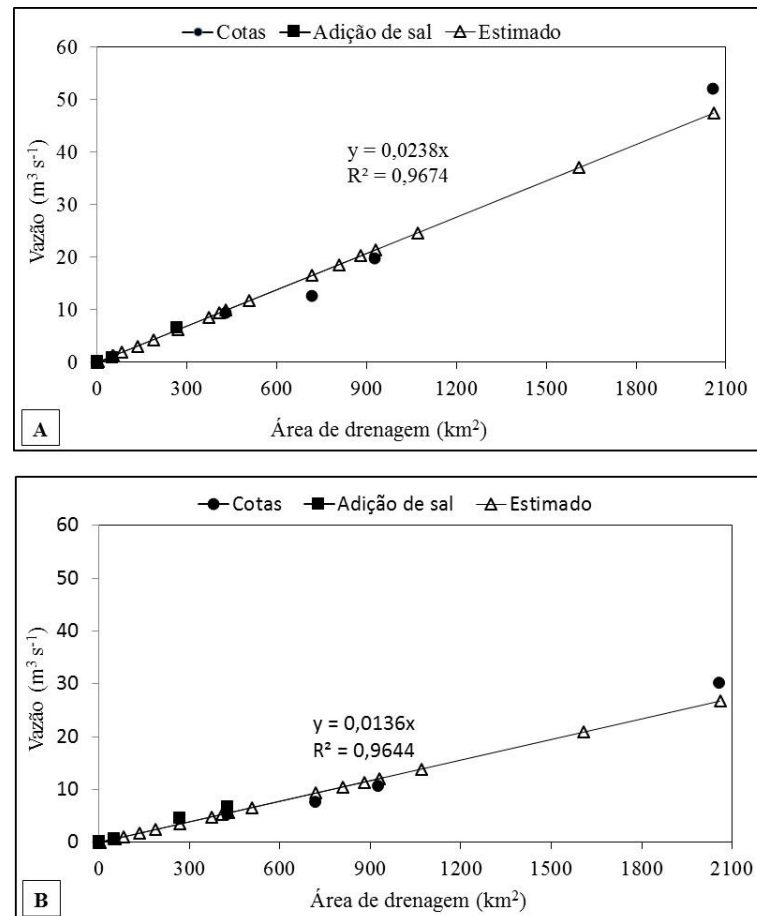 Cotas Adição de sal Estimado
60
50
40
30
20
10
0
Vazão (m³ s⁻¹)
y = 0,0238x
R² = 0,9674
0 300 600 900 1200 1500 1800 2100
Área de drenagem (km²)
A
Cotas Adição de sal Estimado
60
50
40
30
20
10
0
Vazão (m³ s⁻¹)
y = 0,0136x
R² = 0,9644
0 300 600 900 1200 1500 1800 2100
Área de drenagem (km²)
B